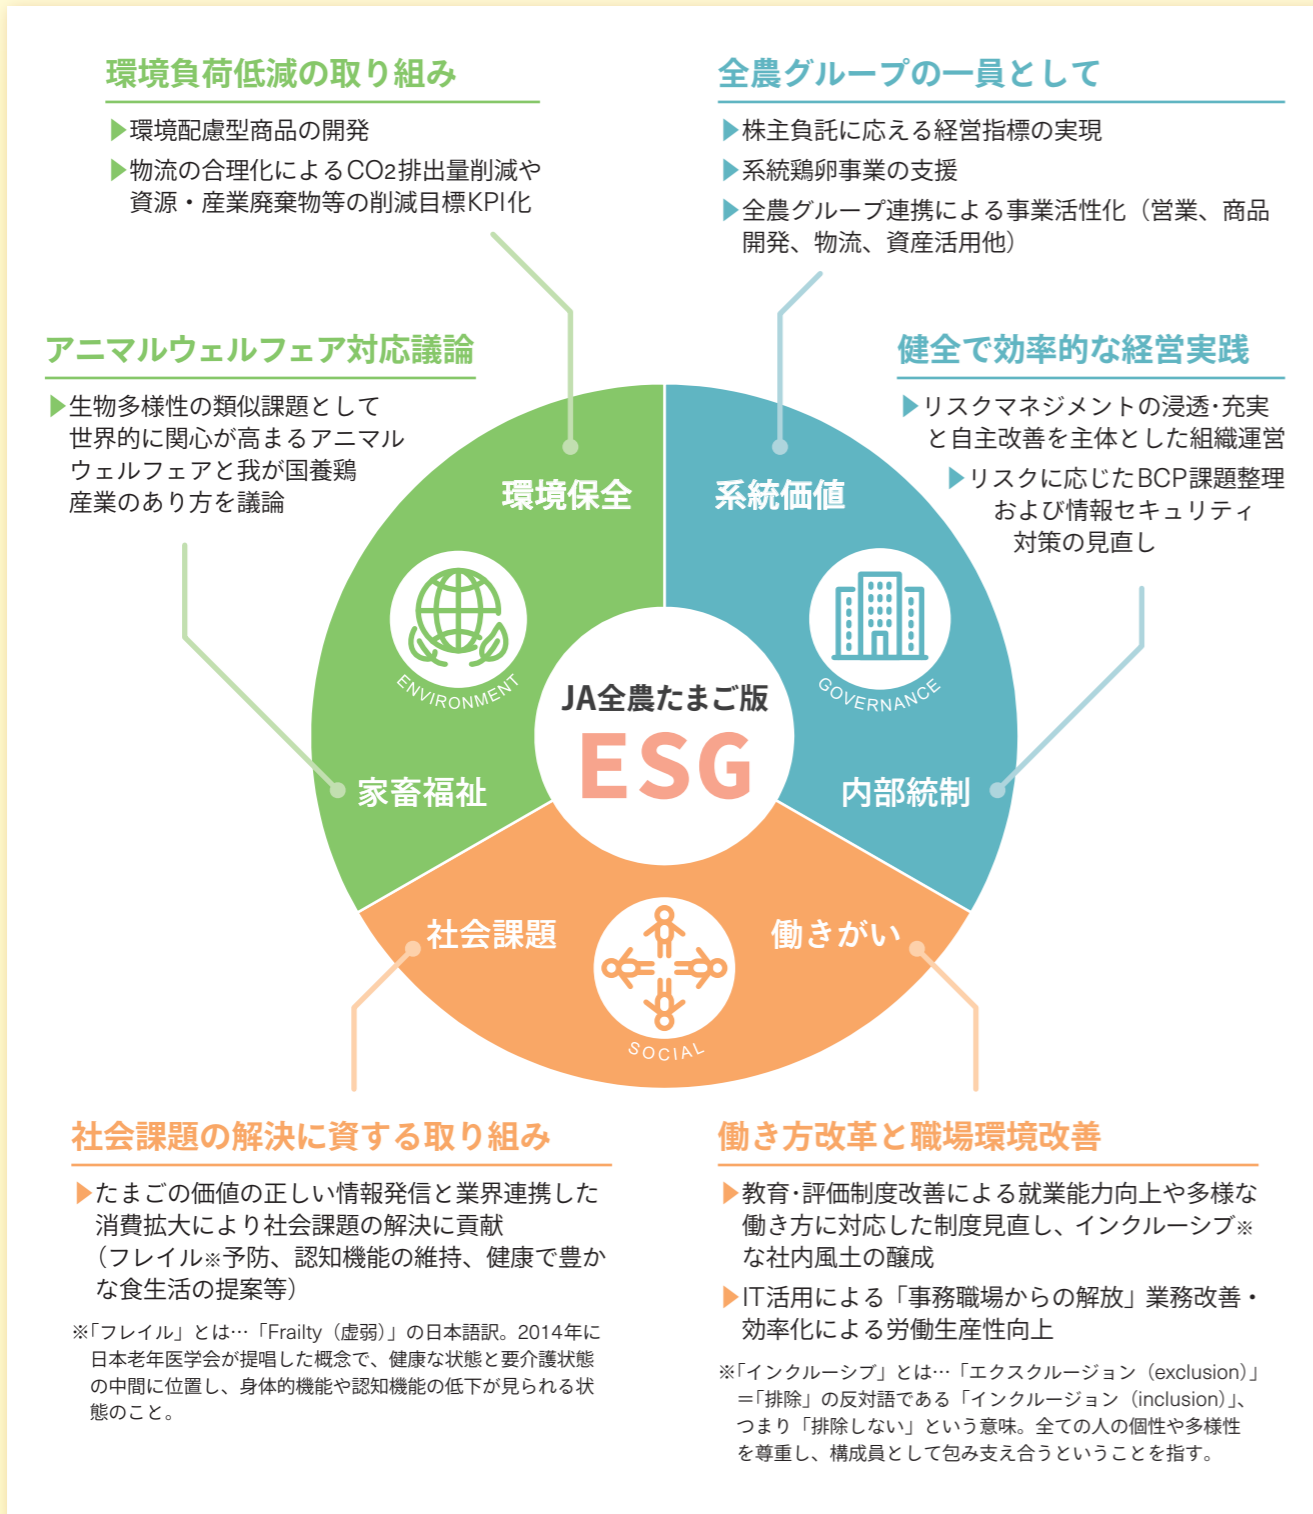 環境負荷低減の取り組み
▶環境配慮型商品の開発
▶物流の合理化によるCO2排出量削減や
資源・産業廃棄物等の削減目標KPI化
全農グループの一員として
▶株主負託に応える経営指標の実現
▶系統鶏卵事業の支援
▶全農グループ連携による事業活性化（営業、商品
開発、物流、資産活用他）
アニマルウェルフェア対応議論
▶生物多様性の類似課題として
世界的に関心が高まるアニマル
ウェルフェアと我が国養鶏
産業のあり方を議論
健全で効率的な経営実践
▶リスクマネジメントの浸透・充実
と自主改善を主体とした組織運営
▶リスクに応じたBCP課題整理
および情報セキュリティ
対策の見直し
環境保全
系統価値
ENVIRONMENT
GOVERNANCE
JA全農たまご版
ESG
家畜福祉
内部統制
社会課題
働きがい
SOCIAL
社会課題の解決に資する取り組み
▶たまごの価値の正しい情報発信と業界連携した
消費拡大により社会課題の解決に貢献
（フレイル※予防、認知機能の維持、健康で豊か
な食生活の提案等）
※「フレイル」とは…「Frailty（虚弱）」の日本語訳。2014年に
日本老年医学会が提唱した概念で、健康な状態と要介護状態
の中間に位置し、身体的機能や認知機能の低下が見られる状
態のこと。
働き方改革と職場環境改善
▶教育・評価制度改善による就業能力向上や多様な
働き方に対応した制度見直し、インクルーシブ※
な社内風土の醸成
▶IT活用による「事務職場からの解放」業務改善・
効率化による労働生産性向上
※「インクルーシブ」とは…「エクスクルージョン（exclusion）」
＝「排除」の反対語である「インクルージョン（inclusion）」、
つまり「排除しない」という意味。全ての人の個性や多様性
を尊重し、構成員として包み支え合うということを指す。